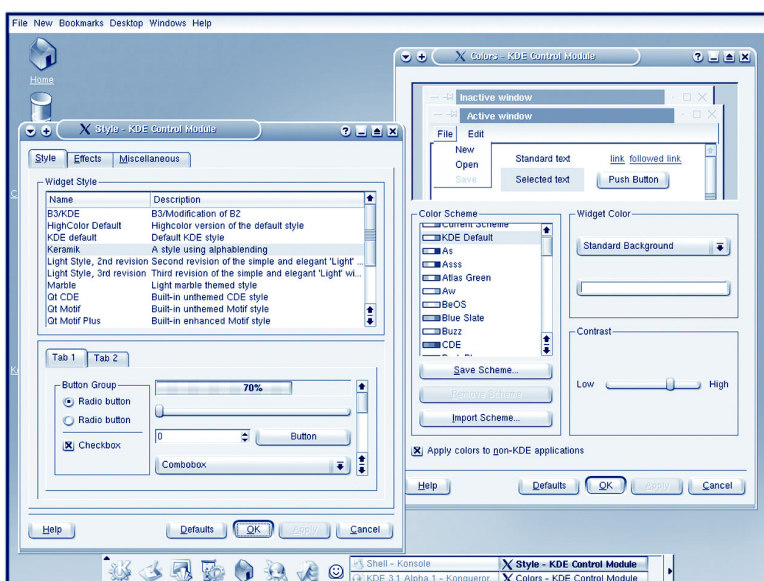 File New Bookmarks Desktop Windows Help
Home
Style - KDE Control Module
Style Effects Miscellaneous
Widget Style
Name Description
B3/KDE B3/Modification of B2
HighColor Default Highcolor version of the default style
KDE default Default KDE style
Keramik A style using alphablending
Light Style, 2nd revision Second revision of the simple and elegant 'Light' ...
Light Style, 3rd revision Third revision of the simple and elegant 'Light' wi...
Marble Light marble themed style
Qt CDE Built-in unthemed CDE style
Qt Motif Built-in unthemed Motif style
Qt Motif Plus Built-in enhanced Motif style
Tab 1 Tab 2
Button Group
Radio button
Radio button
Checkbox
70%
0
Button
Combobox
Help Defaults OK Apply Cancel
Colors - KDE Control Module
Inactive window
Active window
File Edit
New
Open
Save
Standard text link followed link
Selected text Push Button
Color Scheme
Current Scheme
KDE Default
As
Asss
Atlas Green
Aw
BeOS
Blue Slate
Buzz
CDE
Save Scheme...
Remove Scheme
Import Scheme...
Widget Color
Standard Background
Contrast
Low High
Apply colors to non-KDE applications
Help Defaults OK Apply Cancel
Shell - Konsole
Style - KDE Control Module
KDE 3.1 Alpha 1 - Konqueror
Colors - KDE Control Module